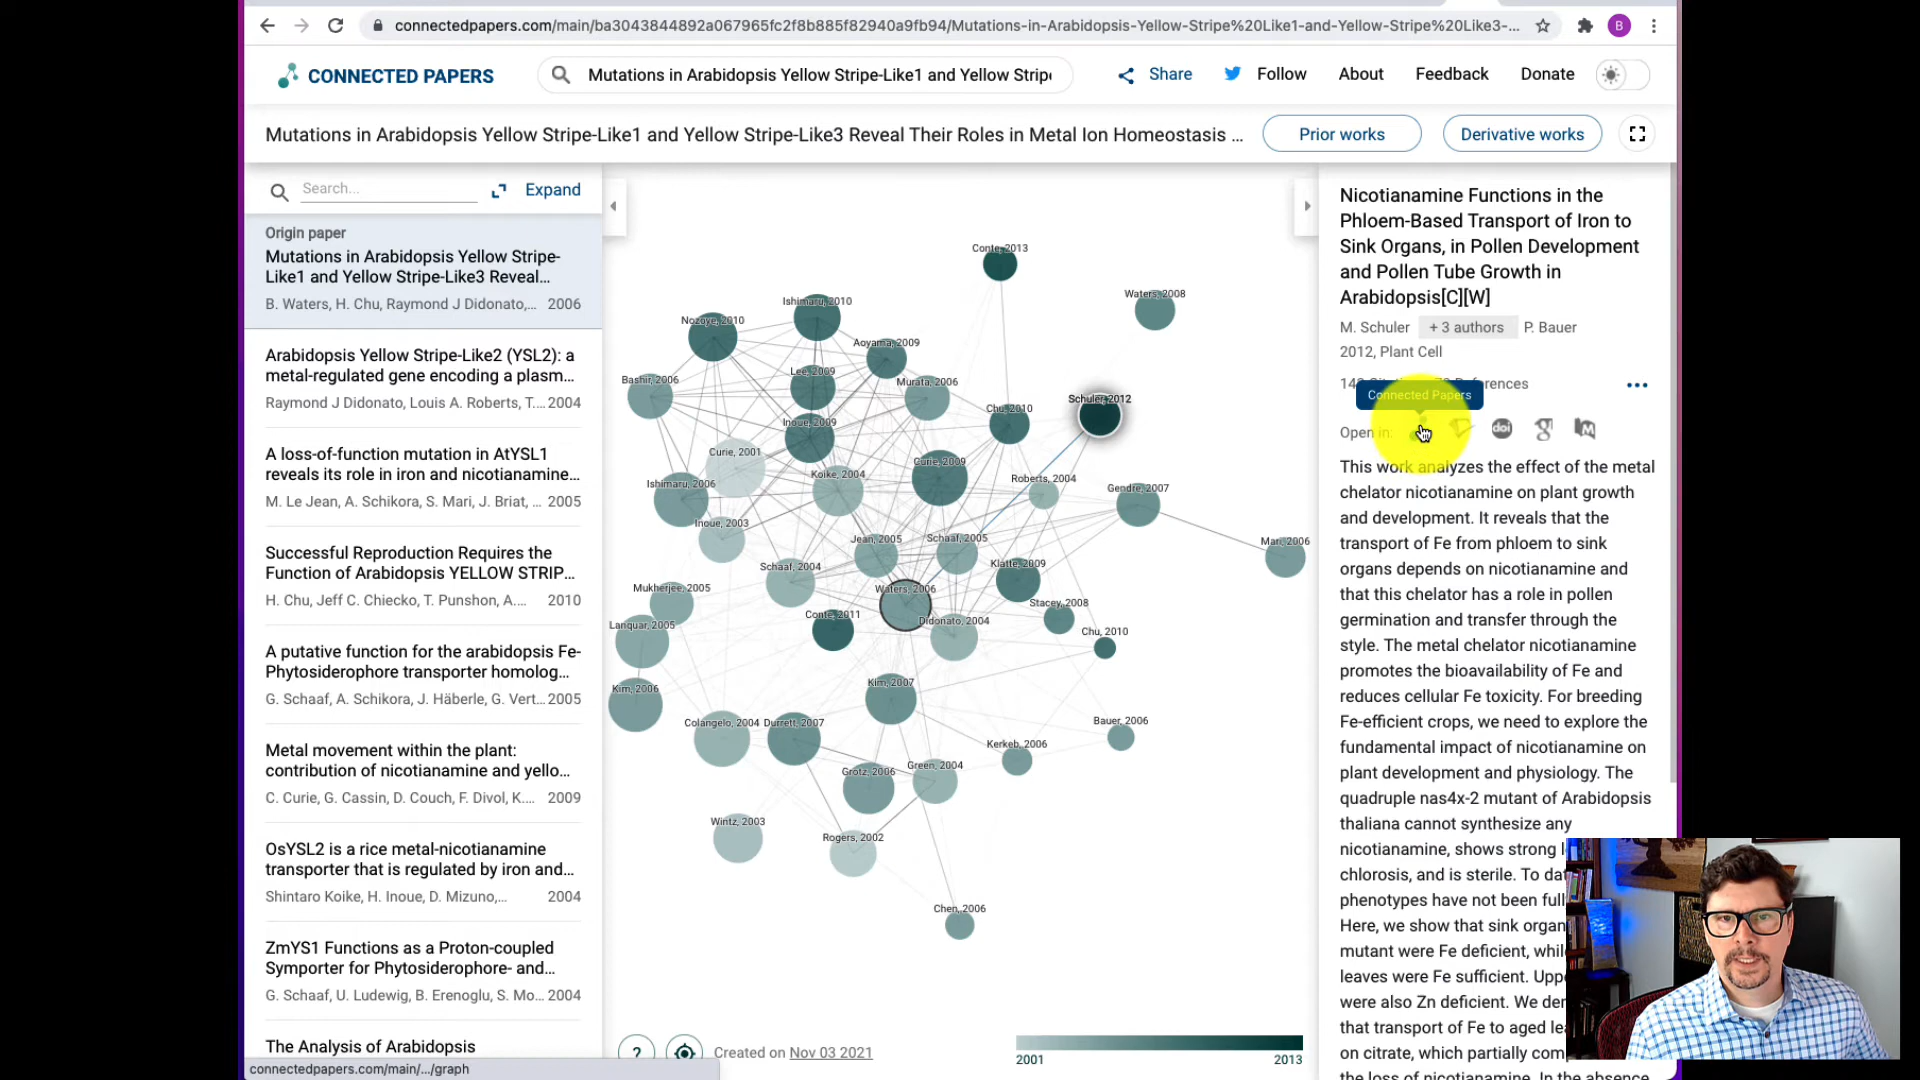 connectedpapers.com/main/ba3043844892a067965fc2f8b885f82940a9fb94/Mutations-in-Arabidopsis-Yellow-Stripe%20Like1-and-Yellow-Stripe%20Like3-...
B
CONNECTED PAPERS
Mutations in Arabidopsis Yellow Stripe-Like1 and Yellow Stripe
Share
Follow
About
Feedback
Donate
Mutations in Arabidopsis Yellow Stripe-Like1 and Yellow Stripe-Like3 Reveal Their Roles in Metal Ion Homeostasis ...
Prior works
Derivative works
Search...
Expand
Origin paper
Mutations in Arabidopsis Yellow Stripe-
Like1 and Yellow Stripe-Like3 Reveal...
B. Waters, H. Chu, Raymond J Didonato,... 2006
Arabidopsis Yellow Stripe-Like2 (YSL2): a
metal-regulated gene encoding a plasm...
Raymond J Didonato, Louis A. Roberts, T.... 2004
A loss-of-function mutation in AtYSL1
reveals its role in iron and nicotianamine...
M. Le Jean, A. Schikora, S. Mari, J. Briat, ... 2005
Successful Reproduction Requires the
Function of Arabidopsis YELLOW STRIP...
H. Chu, Jeff C. Chiecko, T. Punshon, A.... 2010
A putative function for the arabidopsis Fe-
Phytosiderophore transporter homolog...
G. Schaaf, A. Schikora, J. Häberle, G. Vert... 2005
Metal movement within the plant:
contribution of nicotianamine and yello...
C. Curie, G. Cassin, D. Couch, F. Divol, K.... 2009
OsYSL2 is a rice metal-nicotianamine
transporter that is regulated by iron and...
Shintaro Koike, H. Inoue, D. Mizuno,... 2004
ZmYS1 Functions as a Proton-coupled
Symporter for Phytosiderophore- and...
G. Schaaf, U. Ludwig, B. Erenoglu, S. Mo... 2004
The Analysis of Arabidopsis
connectedpapers.com/main/.../graph
Conte, 2013
Waters, 2008
Ishimaru, 2010
Nozoye, 2010
Aoyama, 2009
Lee, 2009
Bashir, 2006
Murata, 2006
Schuler, 2012
Chu, 2010
Inoue, 2009
Curie, 2001
Koike, 2004
Curie, 2009
Roberts, 2004
Ishimaru, 2006
Gendre, 2007
Inoue, 2003
Jean, 2005
Schaaf, 2005
Mari, 2006
Schaaf, 2004
Klatte, 2009
Mukherjee, 2005
Waters, 2006
Stacey, 2008
Conte, 2011
Didonato, 2004
Lanquar, 2005
Chu, 2010
Kim, 2006
Kim, 2007
Colangelo, 2004
Durrett, 2007
Bauer, 2006
Kerkeb, 2006
Grotz, 2006
Green, 2004
Wintz, 2003
Rogers, 2002
Chen, 2006
?
Created on Nov 03 2021
2001
2013
Nicotianamine Functions in the
Phloem-Based Transport of Iron to
Sink Organs, in Pollen Development
and Pollen Tube Growth in
Arabidopsis[C][W]
M. Schuler + 3 authors P. Bauer
2012, Plant Cell
Connected Papers
Open in:
doi
This work analyzes the effect of the metal
chelator nicotianamine on plant growth
and development. It reveals that the
transport of Fe from phloem to sink
organs depends on nicotianamine and
that this chelator has a role in pollen
germination and transfer through the
style. The metal chelator nicotianamine
promotes the bioavailability of Fe and
reduces cellular Fe toxicity. For breeding
Fe-efficient crops, we need to explore the
fundamental impact of nicotianamine on
plant development and physiology. The
quadruple nas4x-2 mutant of Arabidopsis
thaliana cannot synthesize any
nicotianamine, shows strong
chlorosis, and is sterile. To
phenotypes have not been
Here, we show that sink
mutant were Fe deficient,
leaves were Fe sufficient.
were also Zn deficient. We
that transport of Fe to aged
on citrate, which partially
the loss of nicotianamine. In the absence